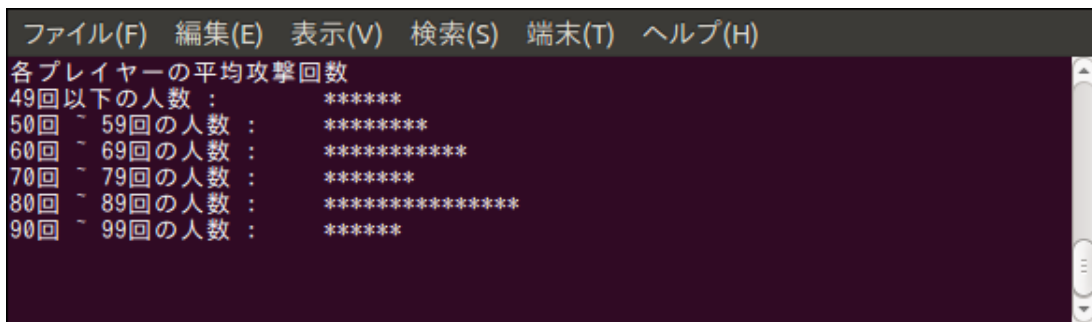 ファイル(F) 編集(E) 表示(V) 検索(S) 端末(T) ヘルプ(H)
各プレイヤーの平均攻撃回数
49回以下の人数 : ******
50回 ~ 59回の人数 : ********
60回 ~ 69回の人数 : ***********
70回 ~ 79回の人数 : *******
80回 ~ 89回の人数 : ***************
90回 ~ 99回の人数 : ******